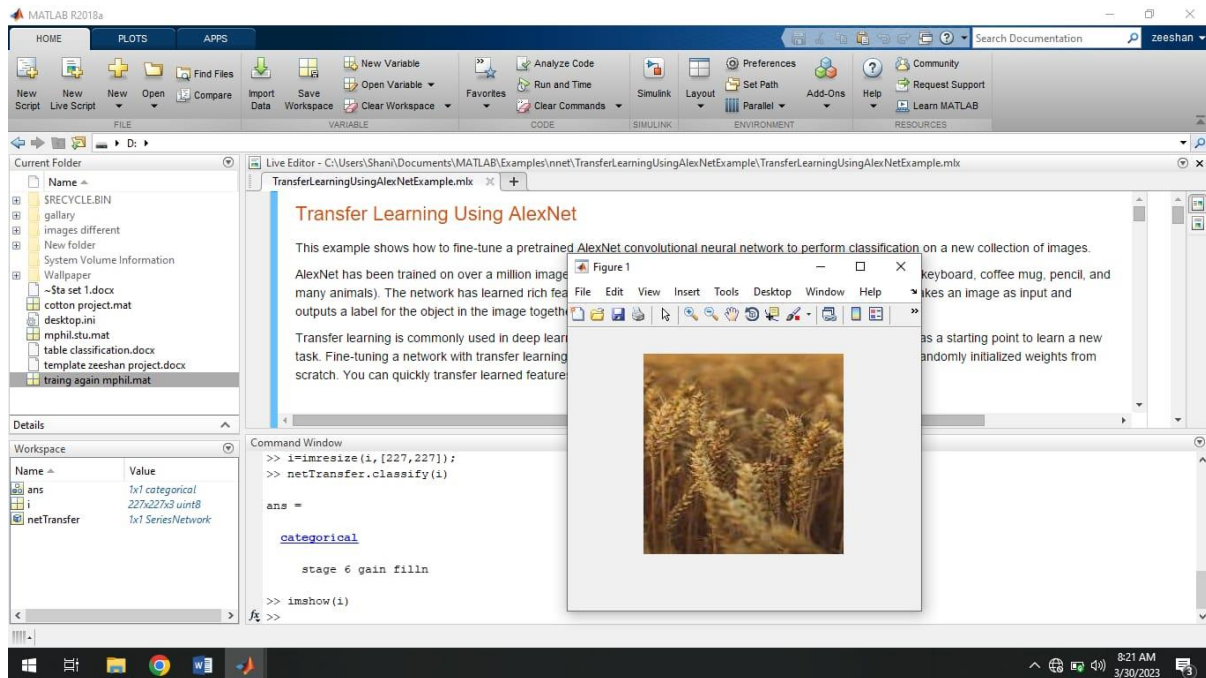 MATLAB R2018a
HOME PLOTS APPS Search Documentation zeeshan
New Script
New Live Script
New
Open
Find Files
Compare
Import Data
Save Workspace
New Variable
Open Variable
Clear Workspace
Favorites
Analyze Code
Run and Time
Clear Commands
Simulink
Layout
Preferences
Set Path
Parallel
Add-Ons
Help
Community
Request Support
Learn MATLAB
FILE VARIABLE CODE SIMULINK ENVIRONMENT RESOURCES
D:
Current Folder
Name
$RECYCLE.BIN
gallary
images different
New folder
System Volume Information
Wallpaper
~$ta set 1.docx
cotton project.mat
desktop.ini
mphil.stu.mat
table classification.docx
template zeeshan project.docx
traing again mphil.mat
Details
Workspace
Name Value
ans 1x1 categorical
i 227x227x3 uint8
netTransfer 1x1 SeriesNetwork
Live Editor - C:\Users\Shani\Documents\MATLAB\Examples\nnet\TransferLearningUsingAlexNetExample\TransferLearningUsingAlexNetExample.mlx
TransferLearningUsingAlexNetExample.mlx
Transfer Learning Using AlexNet
This example shows how to fine-tune a pretrained AlexNet convolutional neural network to perform classification on a new collection of images.
AlexNet has been trained on over a million image keyboard, coffee mug, pencil, and
many animals). The network has learned rich fea akes an image as input and
outputs a label for the object in the image togeth
Transfer learning is commonly used in deep lear as a starting point to learn a new
task. Fine-tuning a network with transfer learning andomly initialized weights from
scratch. You can quickly transfer learned feature
Figure 1
File Edit View Insert Tools Desktop Window Help
Command Window
>> i=imresize(i,[227,227]);
>> netTransfer.classify(i)
ans =
categorical
stage 6 gain filln
>> imshow(i)
fx >>
8:21 AM
3/30/2023
3